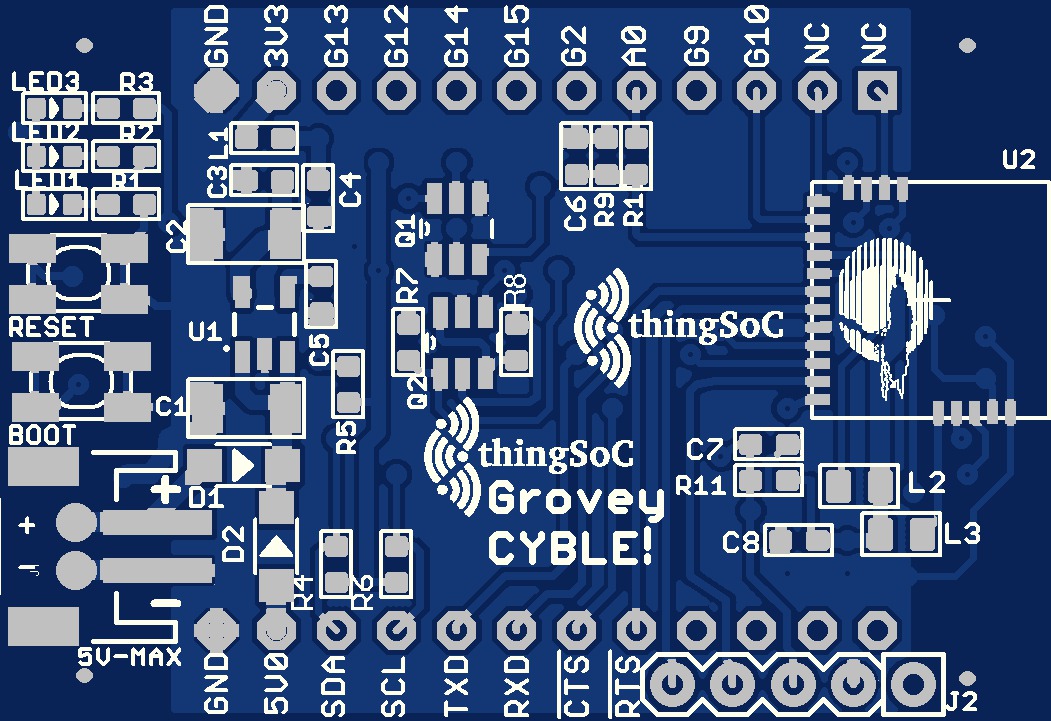 GND
3V3
G13
G12
G14
G15
G2
A0
G9
G10
NC
NC
LED3
R3
LED2
R2
LED1
R1
L1
C3
C4
C2
C6
R9
R1
U2
Q1
RESET
U1
C5
R7
R8
thingSoC
BOOT
C1
R5
Q2
thingSoC
Grovey
CYBLE!
C7
R11
L2
C8
L3
D1
D2
+
+
-
-
J1
R4
R6
5V-MAX
GND
5V0
SDA
SCL
TXD
RXD
CTS
RTS
J2